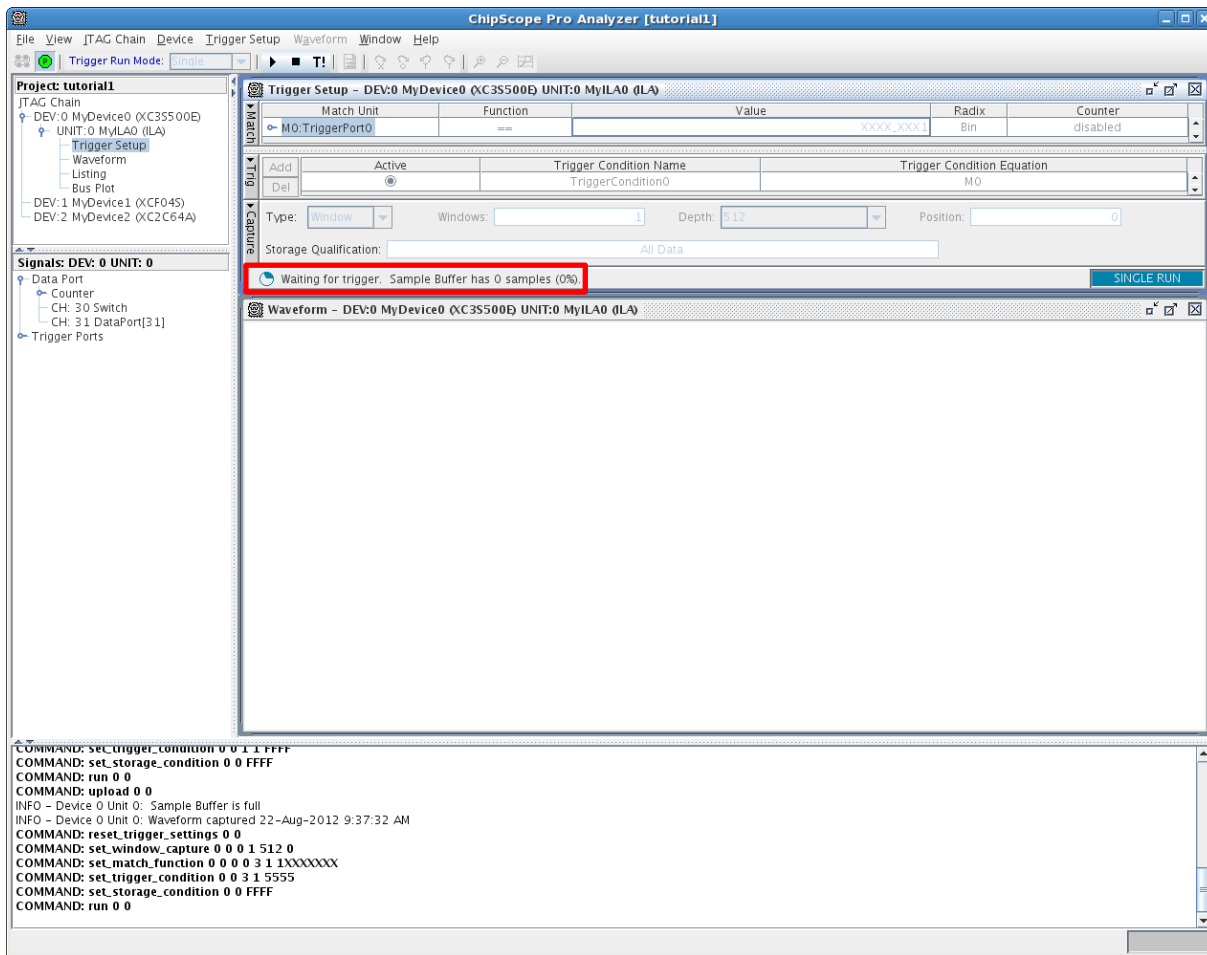 ChipScope Pro Analyzer [tutorial1]
File View JTAG Chain Device Trigger Setup Waveform Window Help
Trigger Run Mode: Single T!
Project: tutorial1
JTAG Chain
DEV:0 MyDevice0 (XC3S500E)
UNIT:0 MyILA0 (ILA)
Trigger Setup
Waveform
Listing
Bus Plot
DEV:1 MyDevice1 (XCF04S)
DEV:2 MyDevice2 (XC2C64A)
Signals: DEV: 0 UNIT: 0
Data Port
Counter
CH: 30 Switch
CH: 31 DataPort[31]
Trigger Ports
Trigger Setup - DEV:0 MyDevice0 (XC3S500E) UNIT:0 MyILA0 (ILA)
Match
Match Unit Function Value Radix Counter
M0:TriggerPort0 == XXXX_XXX1 Bin disabled
Trig
Add Active Trigger Condition Name Trigger Condition Equation
Del TriggerCondition0 M0
Capture
Type: Window Windows: 1 Depth: 512 Position: 0
Storage Qualification: All Data
Waiting for trigger. Sample Buffer has 0 samples (0%). SINGLE RUN
Waveform - DEV:0 MyDevice0 (XC3S500E) UNIT:0 MyILA0 (ILA)
COMMAND: set_trigger_condition 0 0 1 1 FFFF
COMMAND: set_storage_condition 0 0 FFFF
COMMAND: run 0 0
COMMAND: upload 0 0
INFO - Device 0 Unit 0: Sample Buffer is full
INFO - Device 0 Unit 0: Waveform captured 22-Aug-2012 9:37:32 AM
COMMAND: reset_trigger_settings 0 0
COMMAND: set_window_capture 0 0 0 1 512 0
COMMAND: set_match_function 0 0 0 0 3 1 1XXXXXXX
COMMAND: set_trigger_condition 0 0 3 1 5555
COMMAND: set_storage_condition 0 0 FFFF
COMMAND: run 0 0